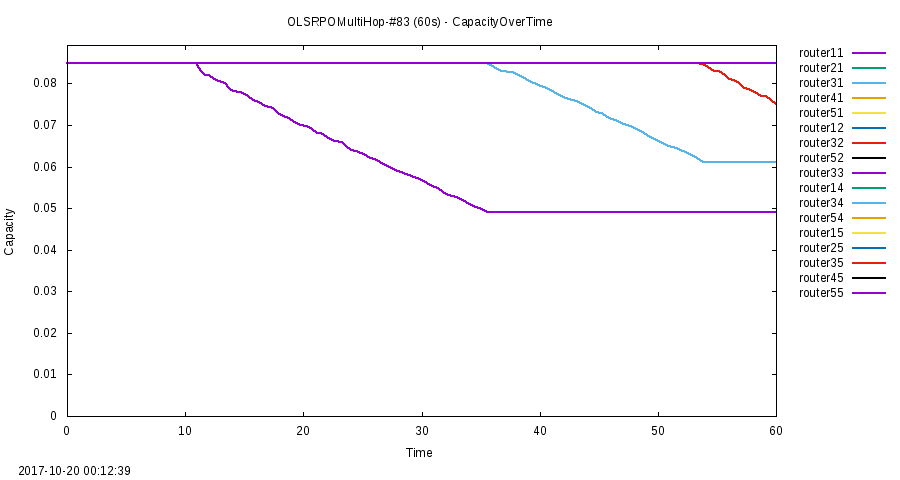 OLSRPOMultiHop-#83 (60s) - CapacityOverTime
router11
router21
router31
router41
router51
router12
router32
router52
router33
router14
router34
router54
router15
router25
router35
router45
router55
Capacity
0.08
0.07
0.06
0.05
0.04
0.03
0.02
0.01
0
0 10 20 30 40 50 60
Time
2017-10-20 00:12:39